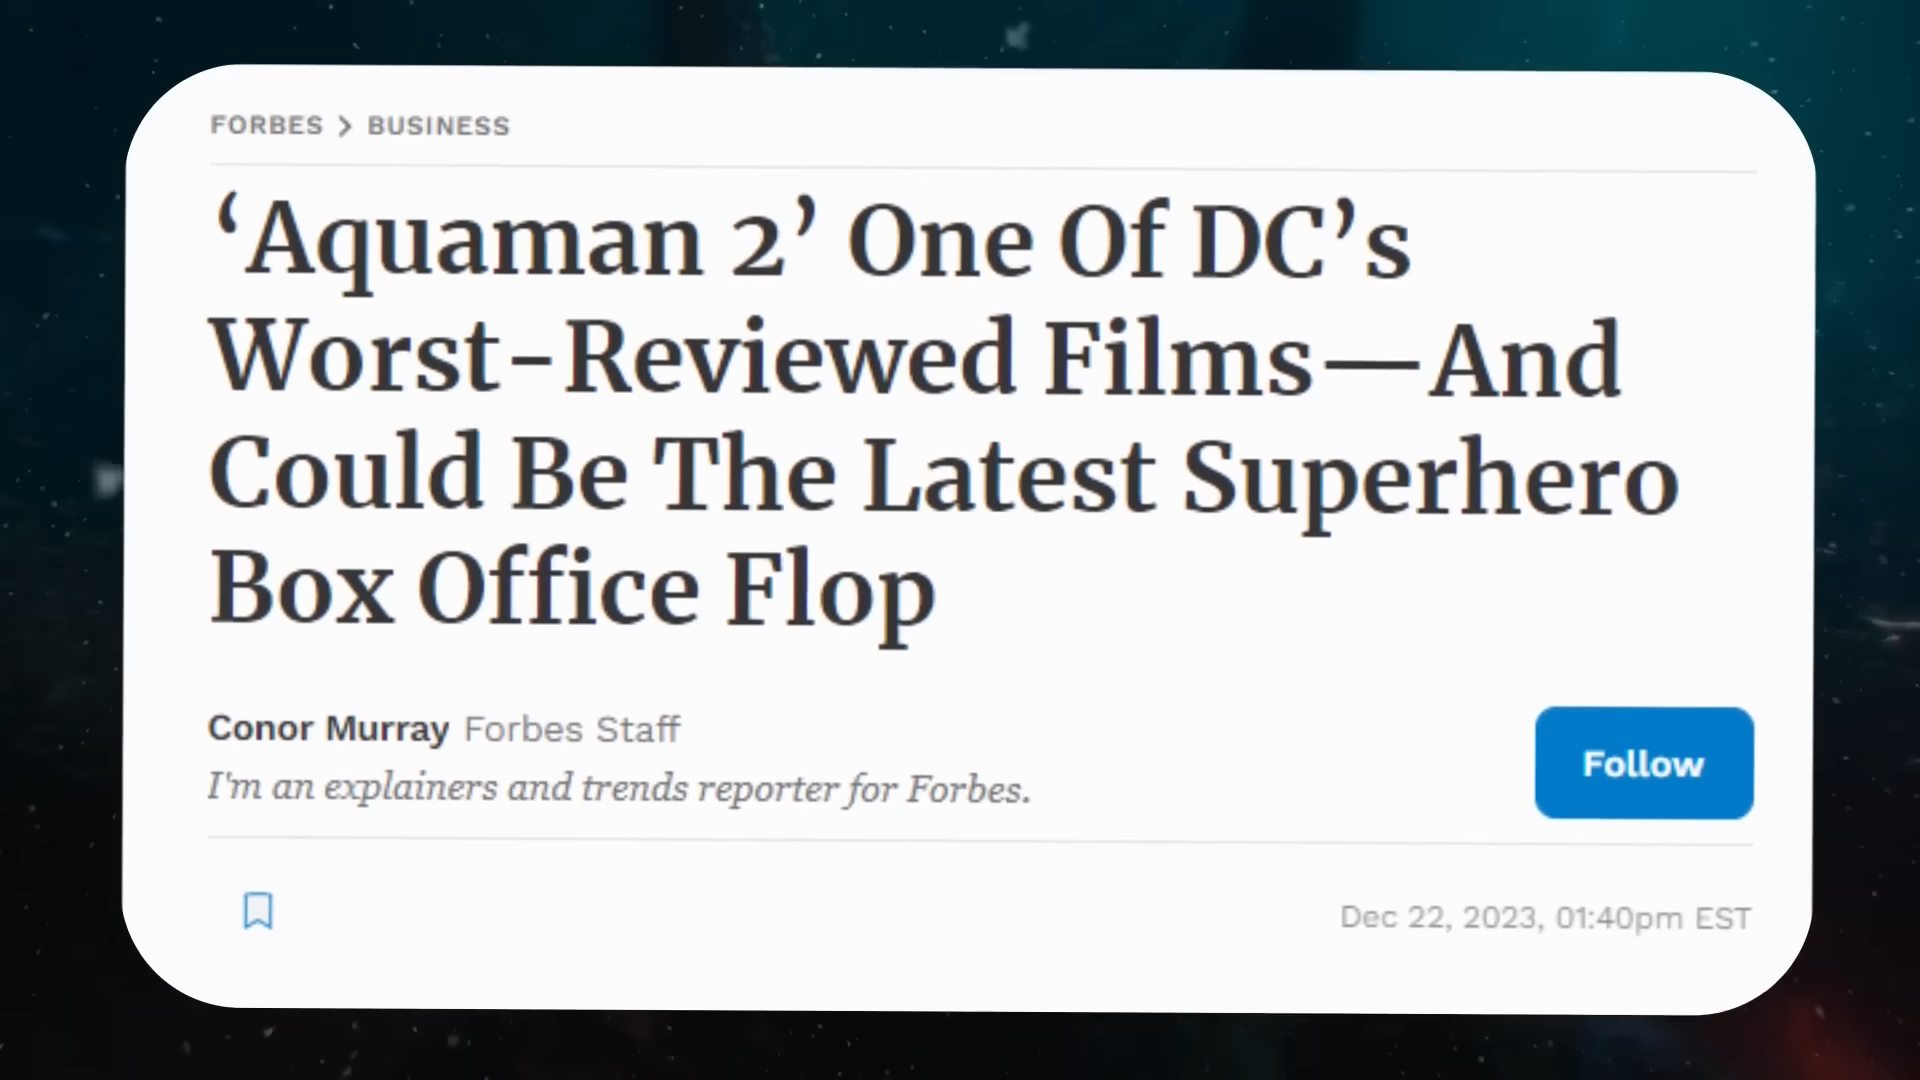 FORBES > BUSINESS
‘Aquaman 2’ One Of DC’s
Worst-Reviewed Films—And
Could Be The Latest Superhero
Box Office Flop
Conor Murray Forbes Staff
I'm an explainers and trends reporter for Forbes.
Follow
Dec 22, 2023, 01:40pm EST